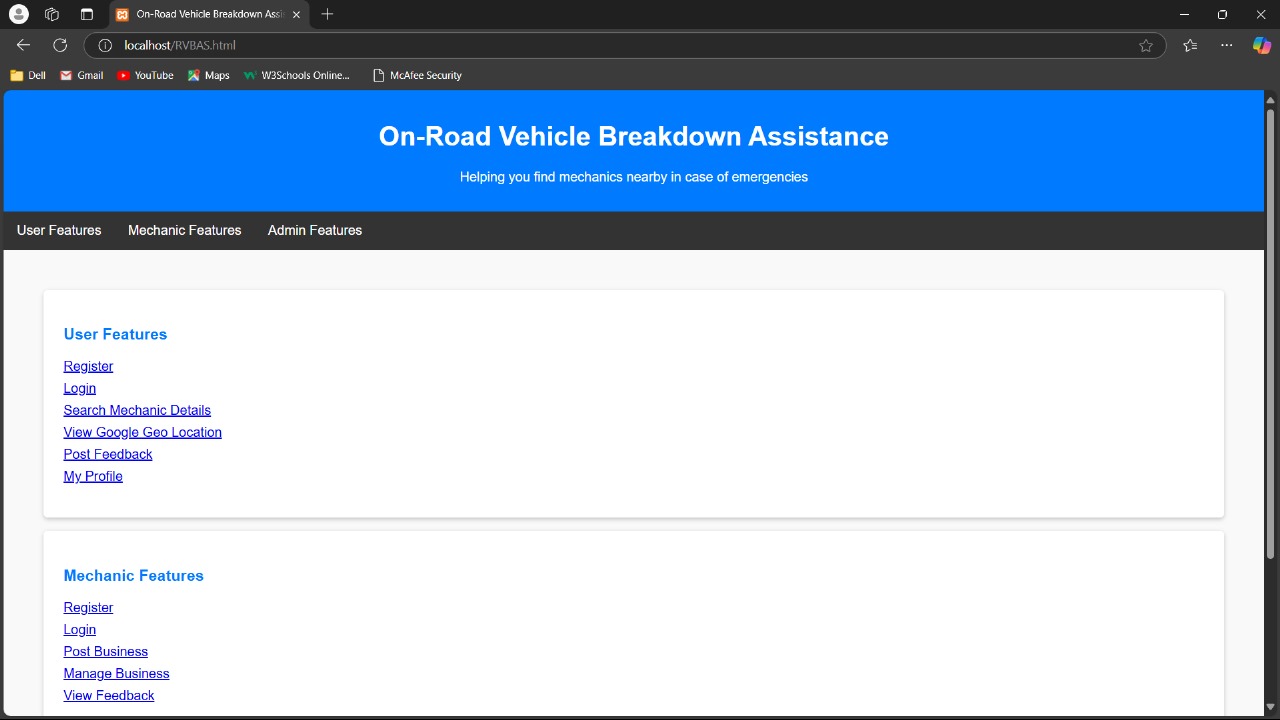 On-Road Vehicle Breakdown Assis
localhost/RVBAS.html
Dell Gmail YouTube Maps W3Schools Online... McAfee Security
On-Road Vehicle Breakdown Assistance
Helping you find mechanics nearby in case of emergencies
User Features Mechanic Features Admin Features
User Features
Register
Login
Search Mechanic Details
View Google Geo Location
Post Feedback
My Profile
Mechanic Features
Register
Login
Post Business
Manage Business
View Feedback